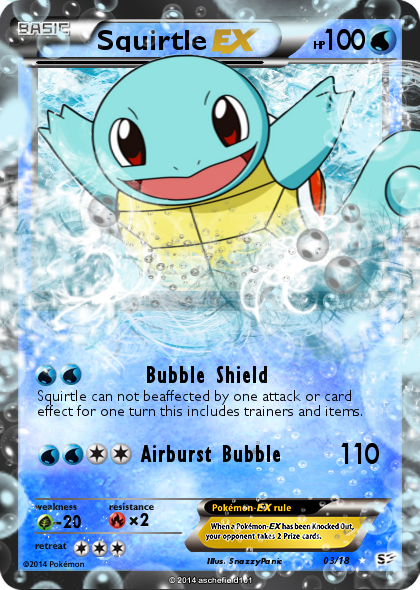 BASIC
Squirtle EX HP 100
Bubble Shield
Squirtle can not beaffected by one attack or card
effect for one turn this includes trainers and items.
Airburst Bubble 110
weakness resistance
-20 ×2
retreat
Pokémon-EX rule
When a Pokémon-EX has been Knocked Out,
your opponent takes 2 Prize cards.
©2014 Pokémon Illus. SnazzyPanic 03/18
© 2014 aschefield101